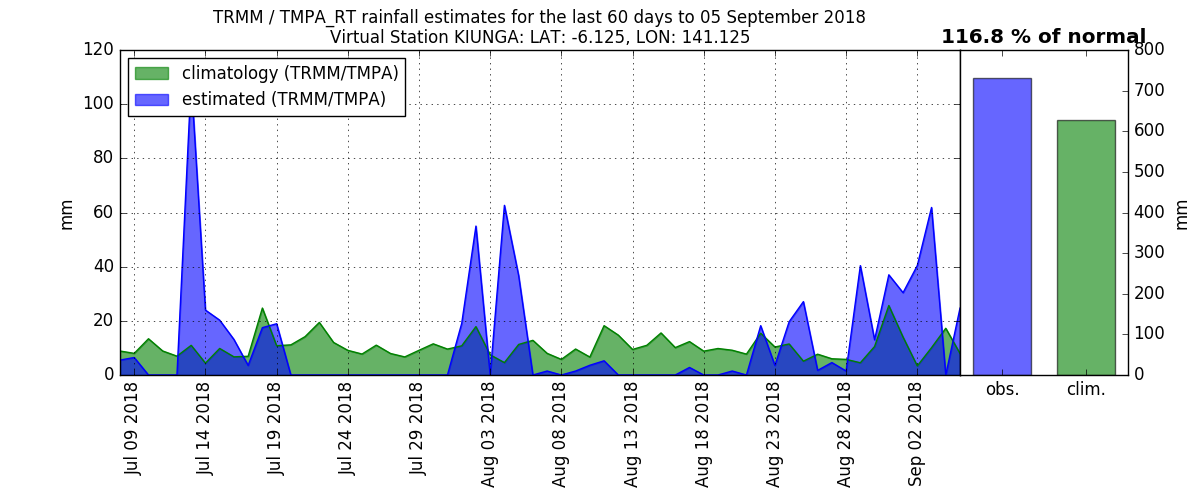 TRMM / TMPA_RT rainfall estimates for the last 60 days to 05 September 2018
Virtual Station KIUNGA: LAT: -6.125, LON: 141.125
116.8 % of normal
climatology (TRMM/TMPA)
estimated (TRMM/TMPA)
120
100
80
60
40
20
0
mm
Jul 09 2018
Jul 14 2018
Jul 19 2018
Jul 24 2018
Jul 29 2018
Aug 03 2018
Aug 08 2018
Aug 13 2018
Aug 18 2018
Aug 23 2018
Aug 28 2018
Sep 02 2018
800
700
600
500
400
300
200
100
0
mm
obs.
clim.